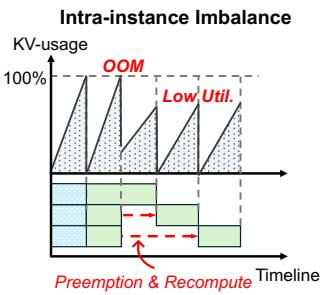 Intra-instance Imbalance
KV-usage
OOM
100%
Low Util.
Preemption & Recompute
Timeline